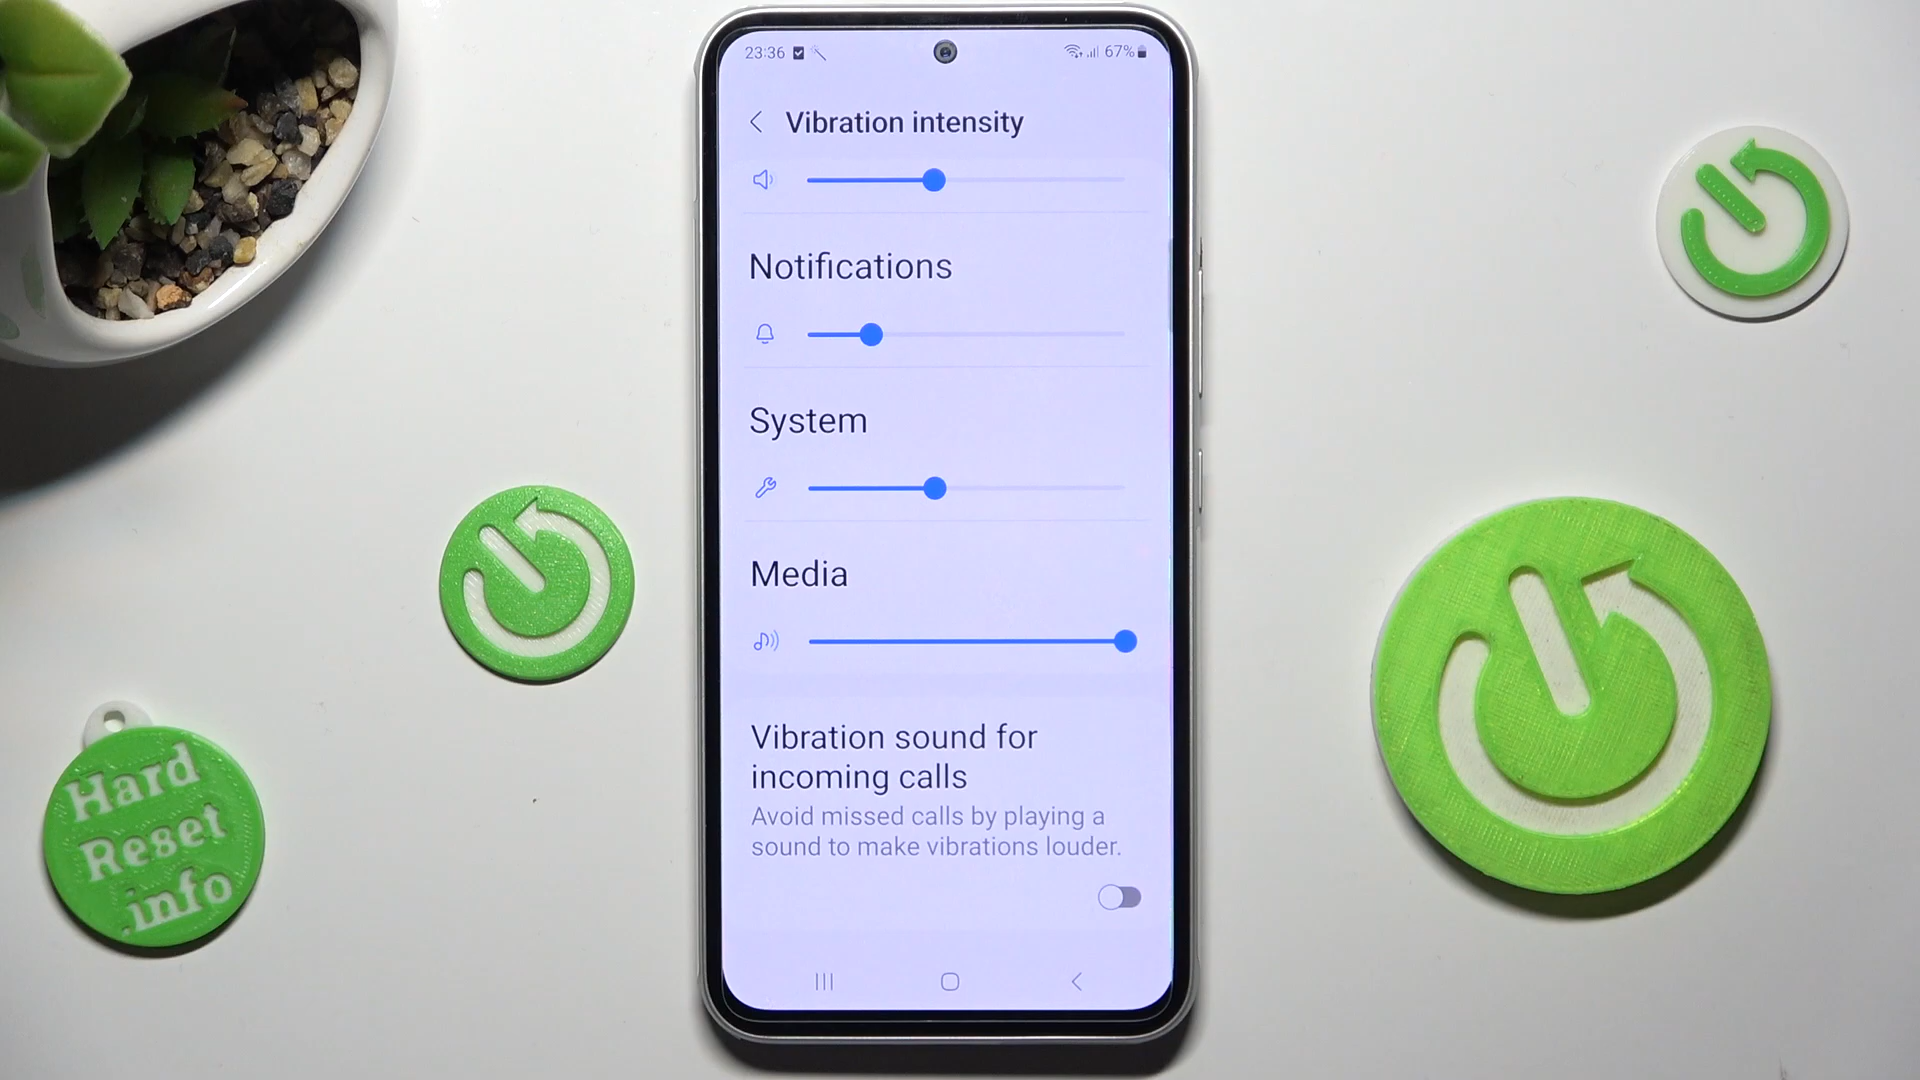 23:36
67%
Vibration intensity
Notifications
System
Media
Vibration sound for
incoming calls
Avoid missed calls by playing a
sound to make vibrations louder.
Hard
Reset
.info